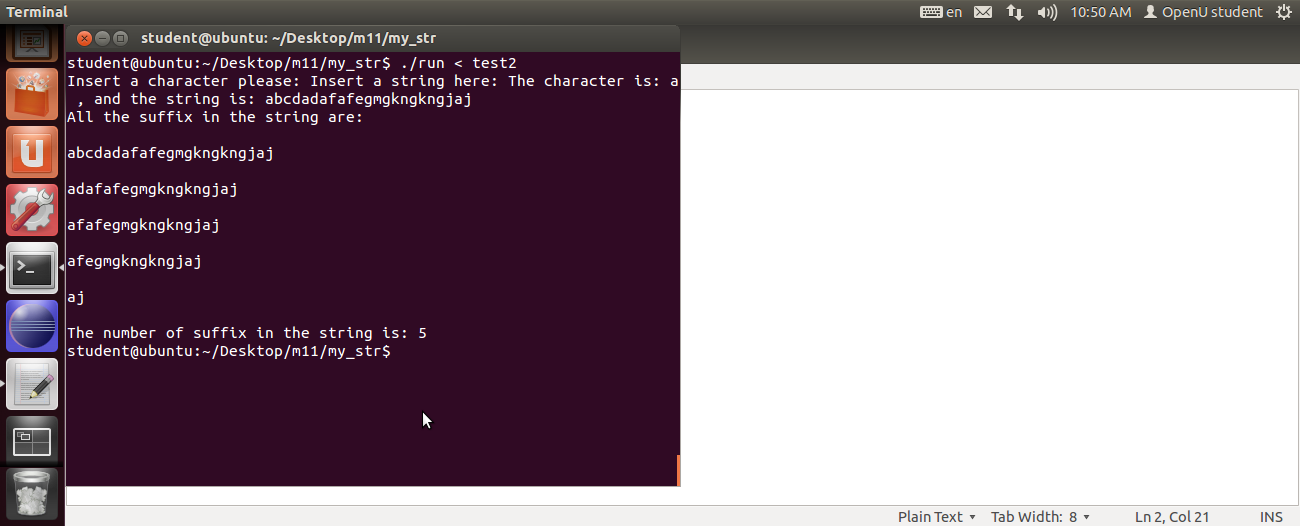 Terminal
en
10:50 AM
OpenU student
student@ubuntu: ~/Desktop/m11/my_str
student@ubuntu:~/Desktop/m11/my_str$ ./run < test2
Insert a character please: Insert a string here: The character is: a
 , and the string is: abcdadafafegmgkngkngjaj
All the suffix in the string are:
abcdadafafegmgkngkngjaj
adafafegmgkngkngjaj
afafegmgkngkngjaj
afegmgkngkngjaj
aj
The number of suffix in the string is: 5
student@ubuntu:~/Desktop/m11/my_str$
Plain Text
Tab Width: 8
Ln 2, Col 21
INS